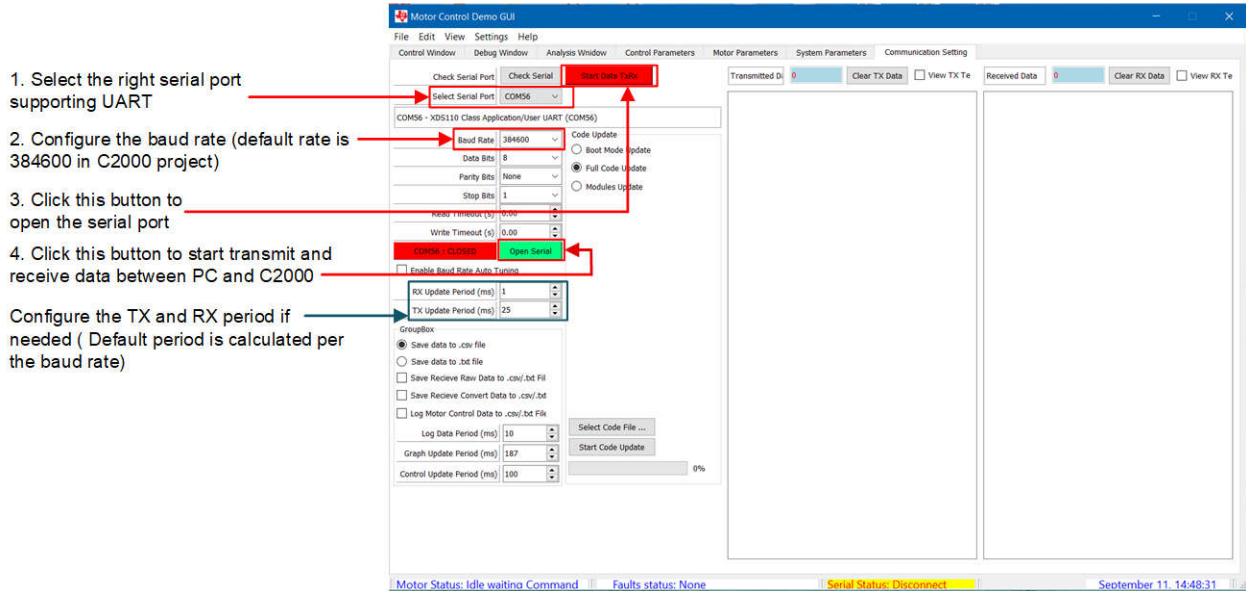 Motor Control Demo GUI
File Edit View Settings Help
Control Window Debug Window Analysis Wnidow Control Parameters Motor Parameters System Parameters Communication Setting
1. Select the right serial port
supporting UART
2. Configure the baud rate (default rate is
384600 in C2000 project)
3. Click this button to
open the serial port
4. Click this button to start transmit and
receive data between PC and C2000
Configure the TX and RX period if
needed ( Default period is calculated per
the baud rate)
Check Serial Port Check Serial Start Data TxRx
Select Serial Port COM56
COM56 - XDS110 Class Application/User UART (COM56)
Baud Rate 384600
Data Bits 8
Parity Bits None
Stop Bits 1
Read Timeout (s) 0.00
Write Timeout (s) 0.00
COM56 : CLOSED Open Serial
Enable Baud Rate Auto Tuning
RX Update Period (ms) 1
TX Update Period (ms) 25
GroupBox
Save data to .csv file
Save data to .txt file
Save Recieve Raw Data to .csv/.txt Fil
Save Recieve Convert Data to .csv/.txt
Log Motor Control Data to .csv/.txt File
Log Data Period (ms) 10
Graph Update Period (ms) 187
Control Update Period (ms) 100
Code Update
Boot Mode Update
Full Code Update
Modules Update
Select Code File ...
Start Code Update
0%
Transmitted Da 0 Clear TX Data View TX Te
Received Data 0 Clear RX Data View RX Te
Motor Status: Idle waiting Command Faults status: None Serial Status: Disconnect September 11, 14:48:31